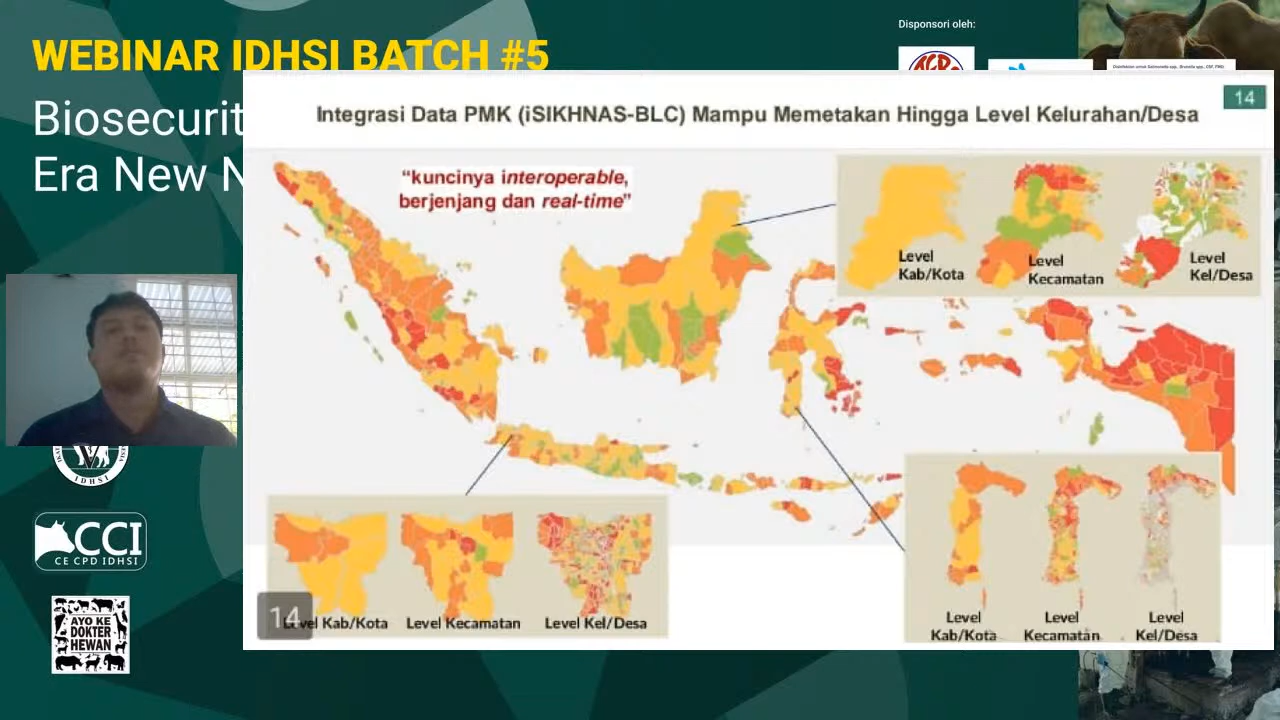 WEBINAR IDHSI BATCH #5
Disponsori oleh:
Biosecurit
Era New N
14
Integrasi Data PMK (iSIKHNAS-BLC) Mampu Memetakan Hingga Level Kelurahan/Desa
“kuncinya interoperable,
berjenjang dan real-time”
Level
Kab/Kota
Level
Kecamatan
Level
Kel/Desa
IDHSI
CCI
CE CPD IDHSI
AYO KE
DOKTER
HEWAN
14
Level Kab/Kota
Level Kecamatan
Level Kel/Desa
Level
Kab/Kota
Level
Kecamatan
Level
Kel/Desa